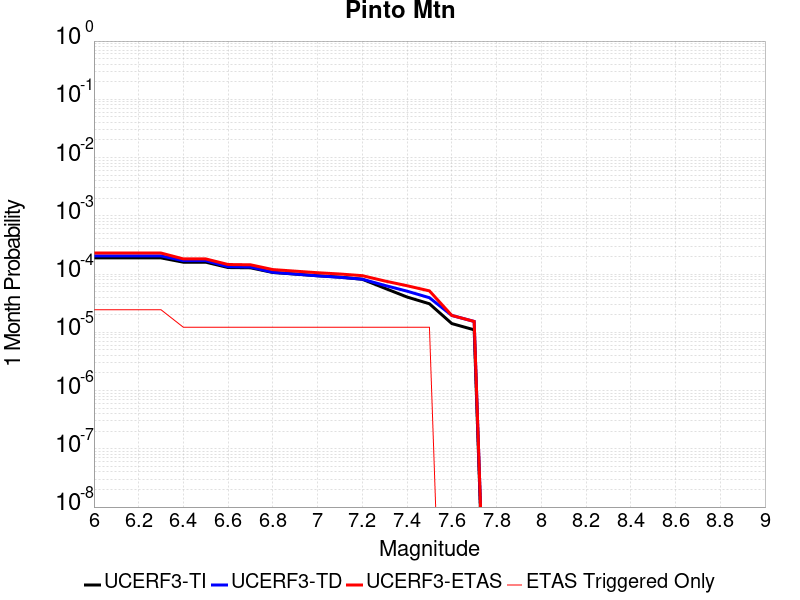 Pinto Mtn
1 Month Probability
10^0
10^-1
10^-2
10^-3
10^-4
10^-5
10^-6
10^-7
10^-8
6 6.2 6.4 6.6 6.8 7 7.2 7.4 7.6 7.8 8 8.2 8.4 8.6 8.8 9
Magnitude
UCERF3-TI UCERF3-TD UCERF3-ETAS ETAS Triggered Only